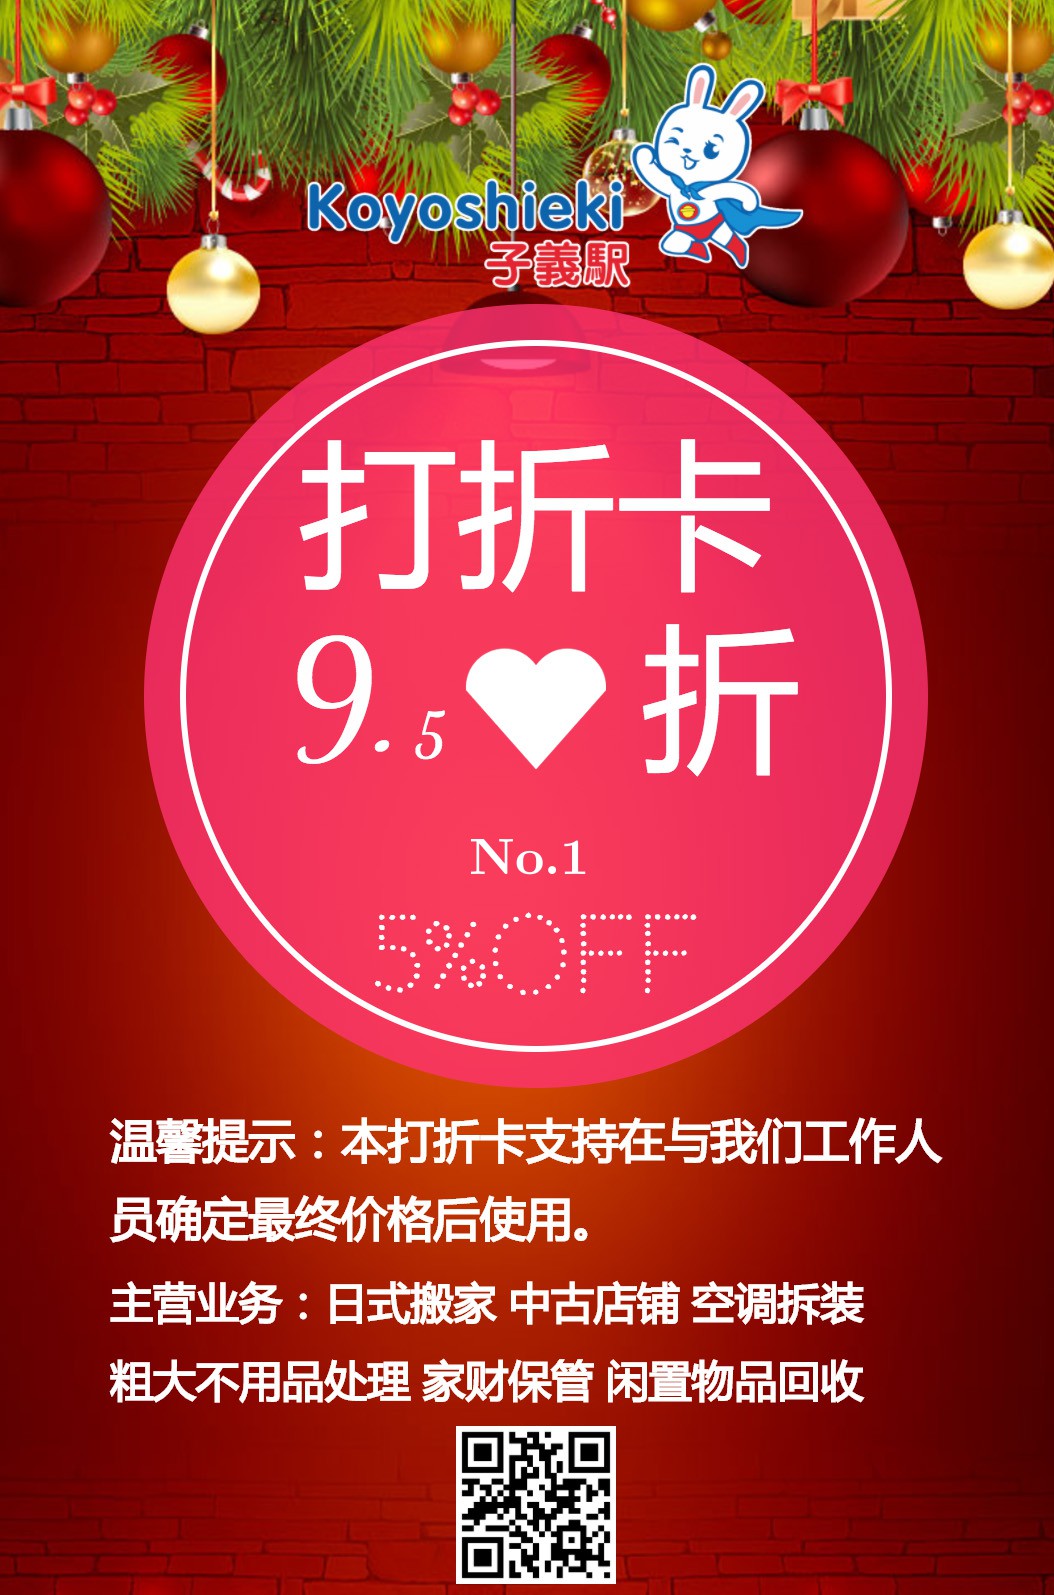 Koyoshieki
子義駅
打折卡
9.5 折
No.1
5%OFF
温馨提示：本打折卡支持在与我们工作人
员确定最终价格后使用。
主营业务：日式搬家 中古店铺 空调拆装
粗大不用品处理 家财保管 闲置物品回收